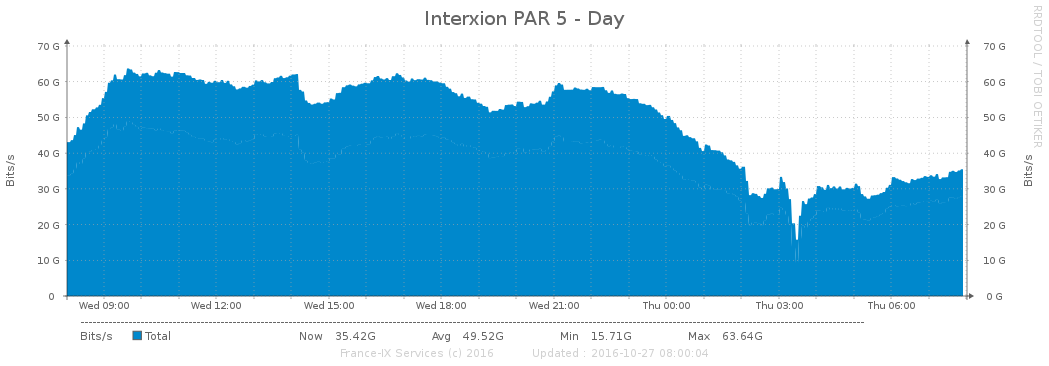 Interxion PAR 5 - Day
RRDTOOL / TOBI OETIKER
Bits/s
70 G 70 G
60 G 60 G
50 G 50 G
40 G 40 G
30 G 30 G
20 G 20 G
10 G 10 G
0 0 G
Bits/s
Wed 09:00 Wed 12:00 Wed 15:00 Wed 18:00 Wed 21:00 Thu 00:00 Thu 03:00 Thu 06:00
Bits/s Total Now 35.42G Avg 49.52G Min 15.71G Max 63.64G
France-IX Services (c) 2016 Updated : 2016-10-27 08:00:04